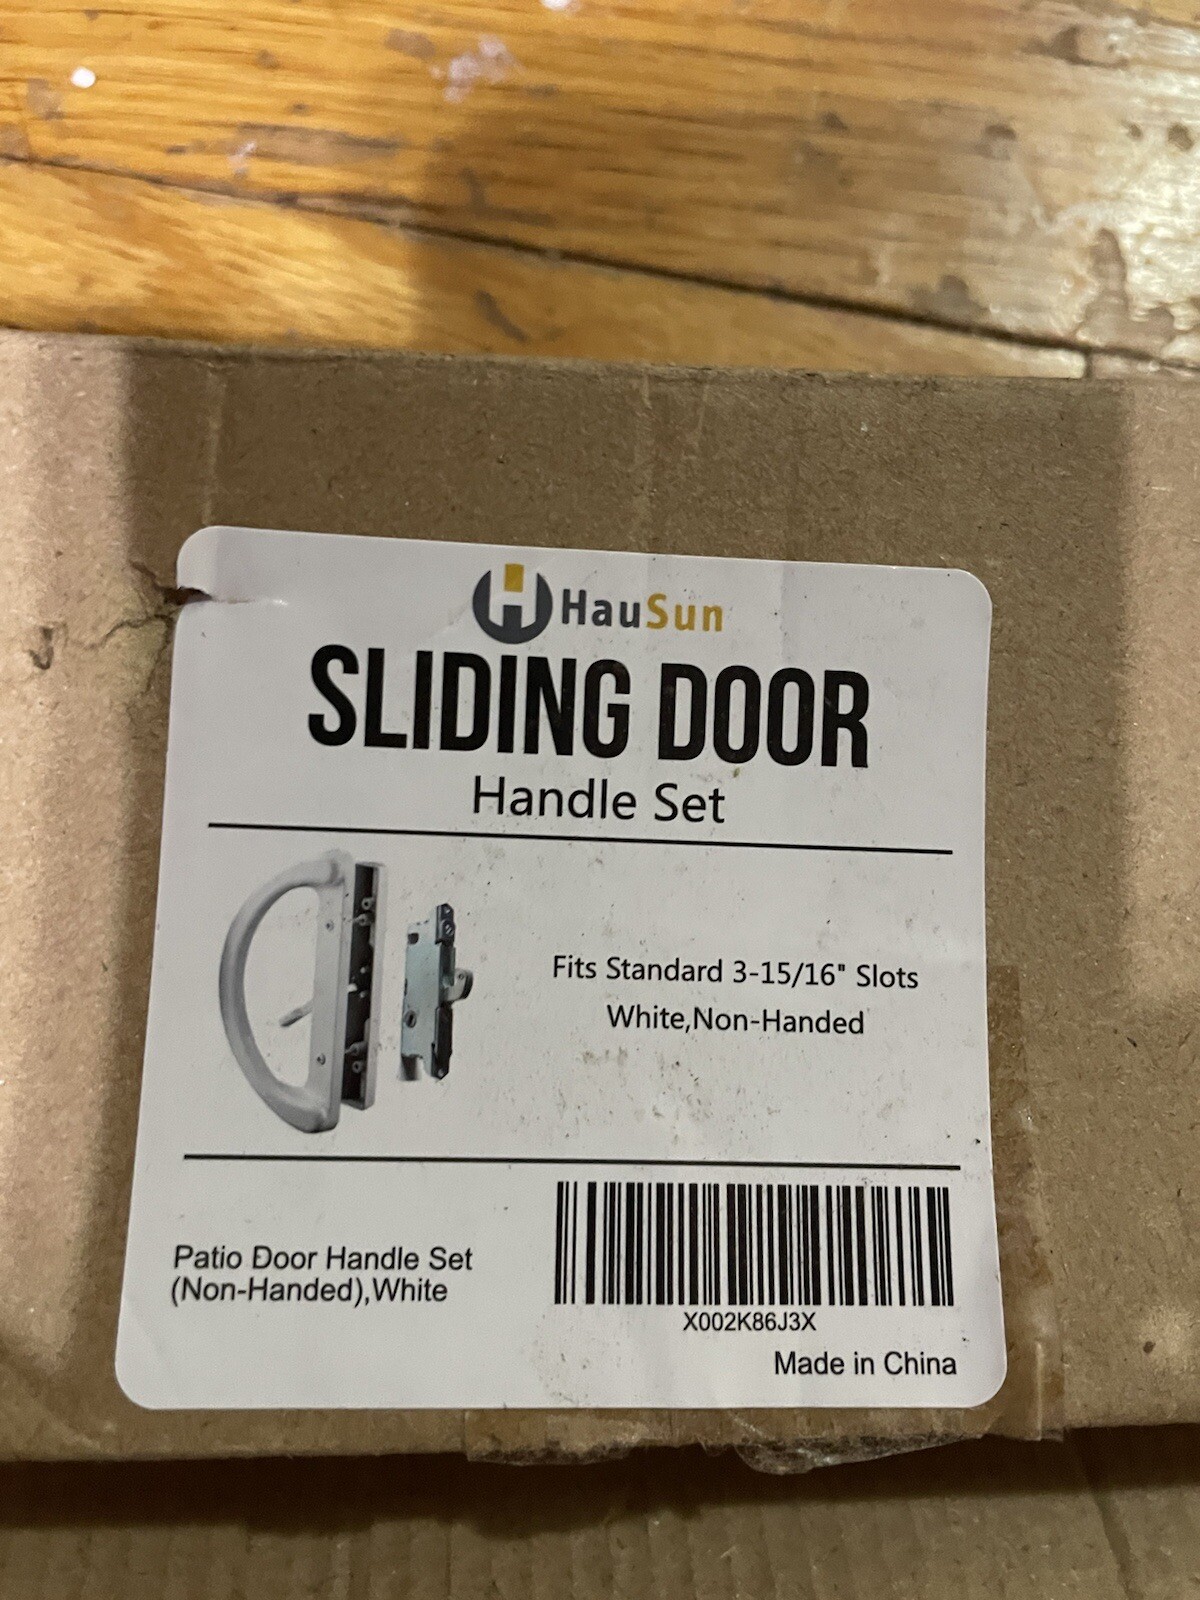 HauSun
SLIDING DOOR
Handle Set
Fits Standard 3-15/16" Slots
White,Non-Handed
Patio Door Handle Set
(Non-Handed),White
X002K86J3X
Made in China